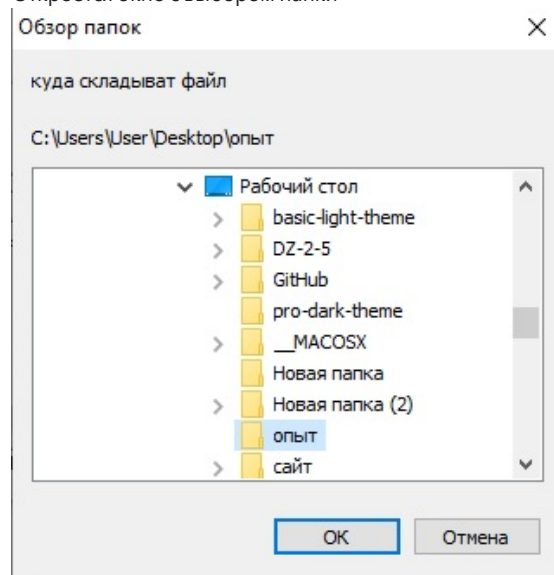 Обзор папок
куда складыват файл
C:\Users\User\Desktop\опыт
Рабочий стол
basic-light-theme
DZ-2-5
GitHub
pro-dark-theme
__MACOSX
Новая папка
Новая папка (2)
опыт
сайт
ОК
Отмена